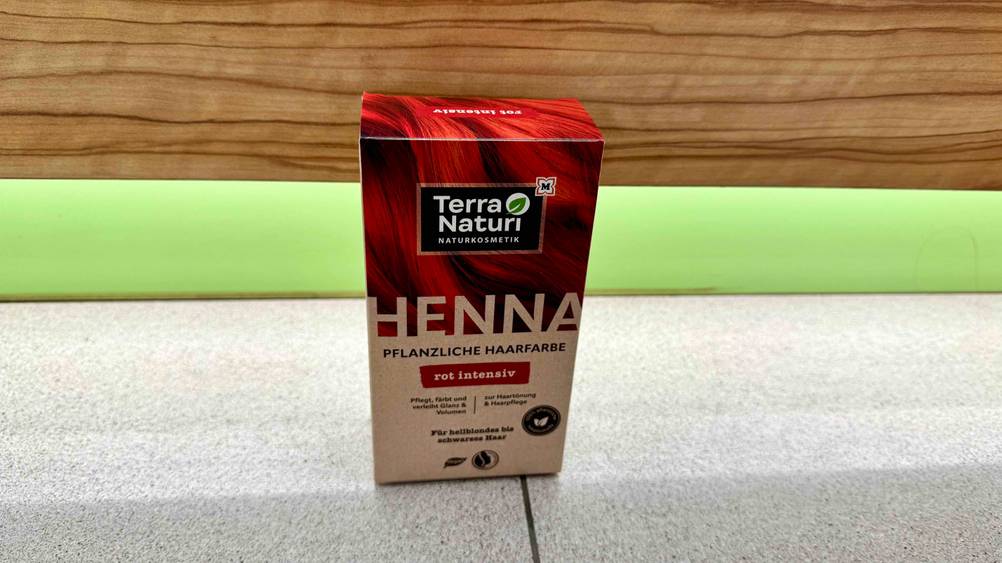 rot intensiv
M
Terra
Naturi
NATURKOSMETIK
HENNA
PFLANZLICHE HAARFARBE
rot intensiv
Pflegt, färbt und
verleiht Glanz &
Volumen
zur Haartönung
& Haarpflege
Für hellblondes bis
schwarzes Haar